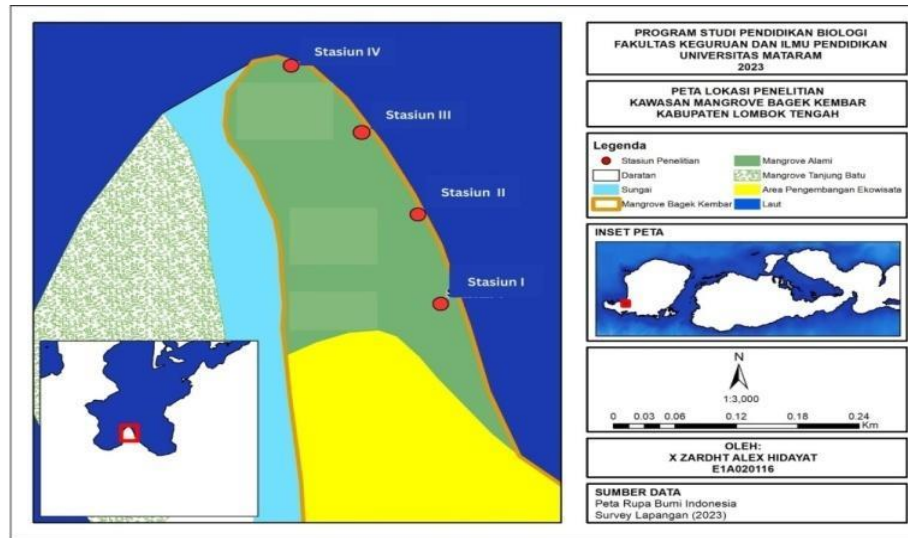 Stasiun IV
Stasiun III
Stasiun II
Stasiun I
PROGRAM STUDI PENDIDIKAN BIOLOGI
FAKULTAS KEGURUAN DAN ILMU PENDIDIKAN
UNIVERSITAS MATARAM
2023
PETA LOKASI PENELITIAN
KAWASAN MANGROVE BAGEK KEMBAR
KABUPATEN LOMBOK TENGAH
Legenda
Stasiun Penelitian
Daratan
Sungai
Mangrove Bagek Kembar
Mangrove Alami
Mangrove Tanjung Batu
Area Pengembangan Ekowisata
Laut
INSET PETA
N
1:3,000
0 0.03 0.06 0.12 0.18 0.24
Km
OLEH:
X ZARDHT ALEX HIDAYAT
E1A020116
SUMBER DATA
Peta Rupa Bumi Indonesia
Survey Lapangan (2023)